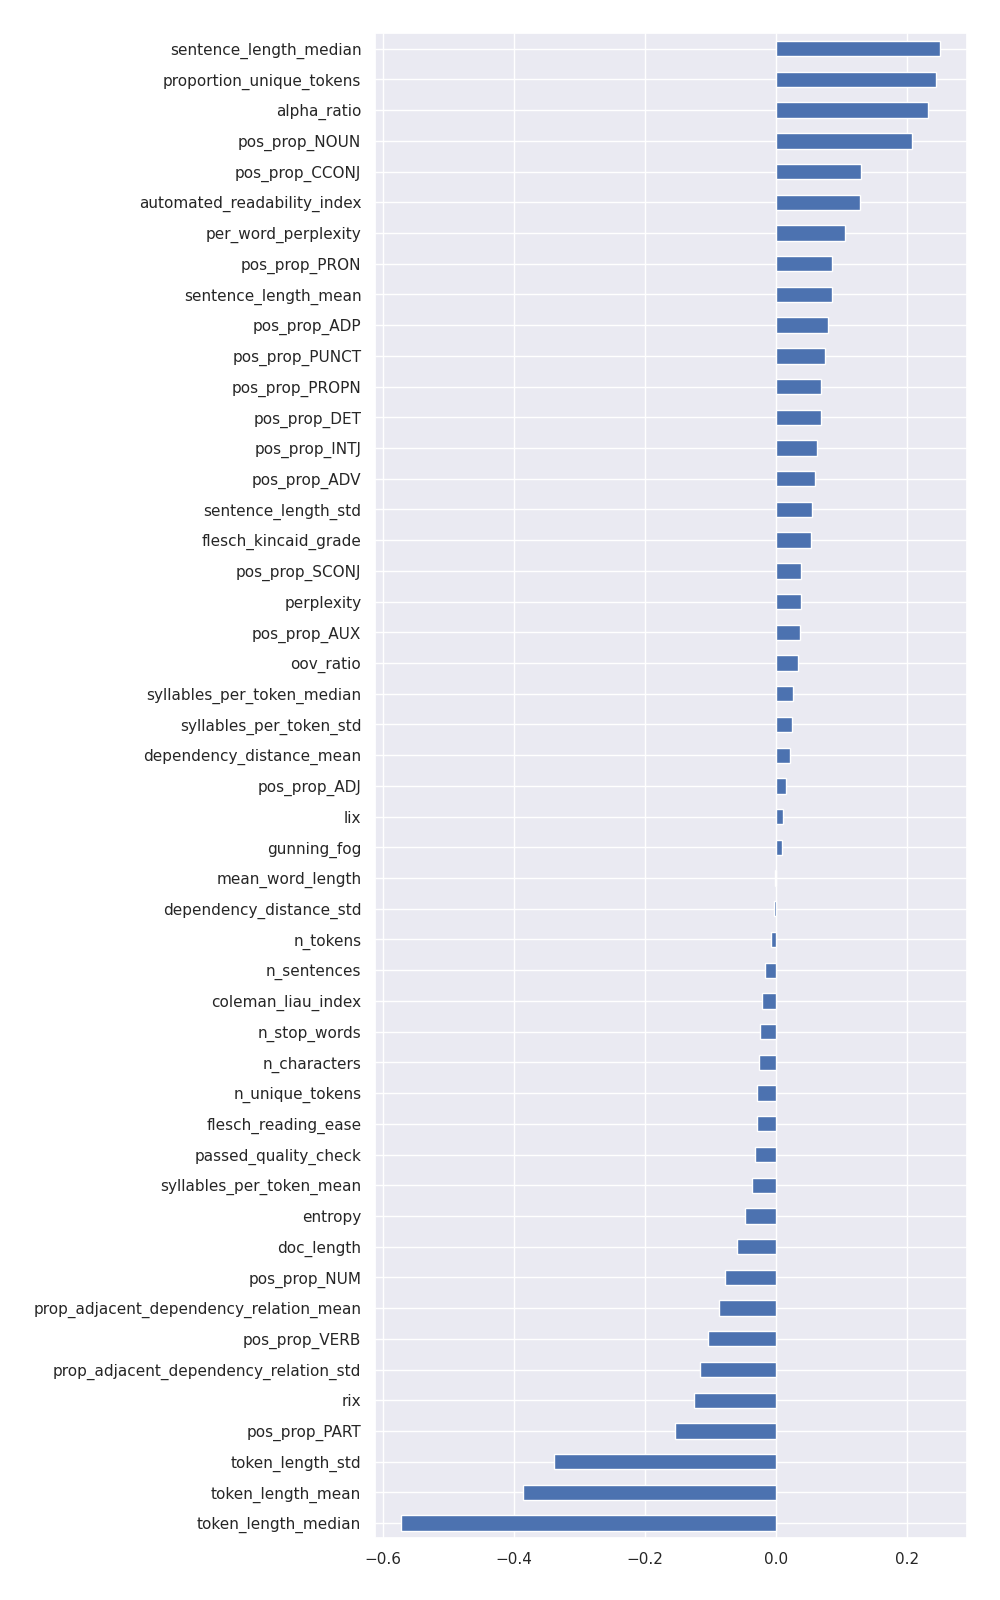 sentence_length_median
proportion_unique_tokens
alpha_ratio
pos_prop_NOUN
pos_prop_CCONJ
automated_readability_index
per_word_perplexity
pos_prop_PRON
sentence_length_mean
pos_prop_ADP
pos_prop_PUNCT
pos_prop_PROPN
pos_prop_DET
pos_prop_INTJ
pos_prop_ADV
sentence_length_std
flesch_kincaid_grade
pos_prop_SCONJ
perplexity
pos_prop_AUX
oov_ratio
syllables_per_token_median
syllables_per_token_std
dependency_distance_mean
pos_prop_ADJ
lix
gunning_fog
mean_word_length
dependency_distance_std
n_tokens
n_sentences
coleman_liau_index
n_stop_words
n_characters
n_unique_tokens
flesch_reading_ease
passed_quality_check
syllables_per_token_mean
entropy
doc_length
pos_prop_NUM
prop_adjacent_dependency_relation_mean
pos_prop_VERB
prop_adjacent_dependency_relation_std
rix
pos_prop_PART
token_length_std
token_length_mean
token_length_median
−0.6 −0.4 −0.2 0.0 0.2